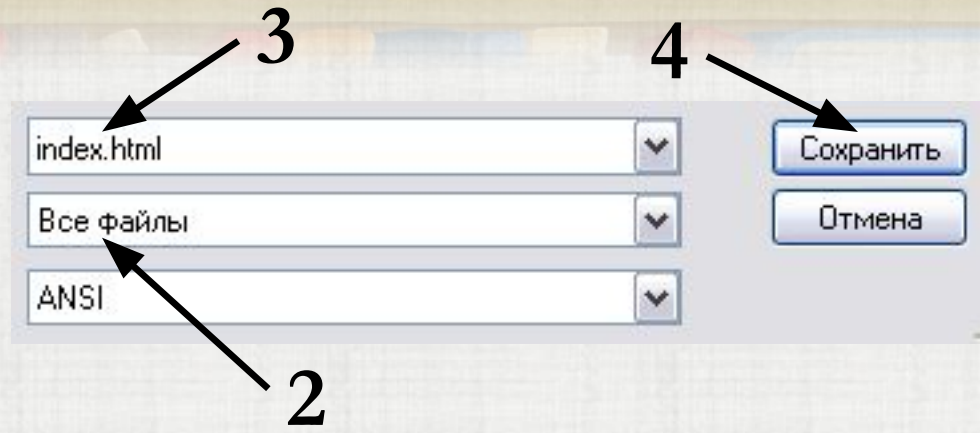 3
4
index.html
Сохранить
Все файлы
Отмена
ANSI
2